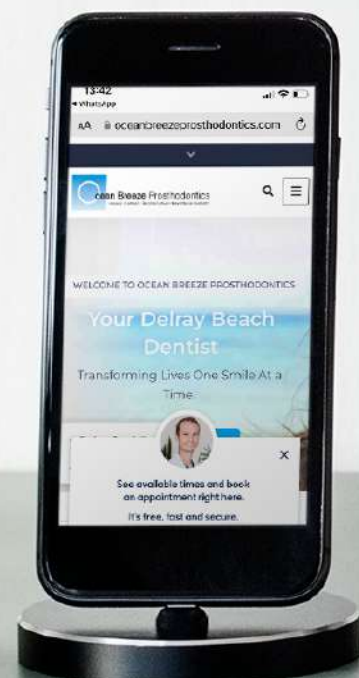 13:42
◂ WhatsApp
AA oceanbreezeprosthodontics.com
Ocean Breeze Prosthodontics
WELCOME TO OCEAN BREEZE PROSTHODONTICS
Your Delray Beach
Dentist
Transforming Lives One Smile At a
Time.
See available times and book
an appointment right here.
It's free, fast and secure.